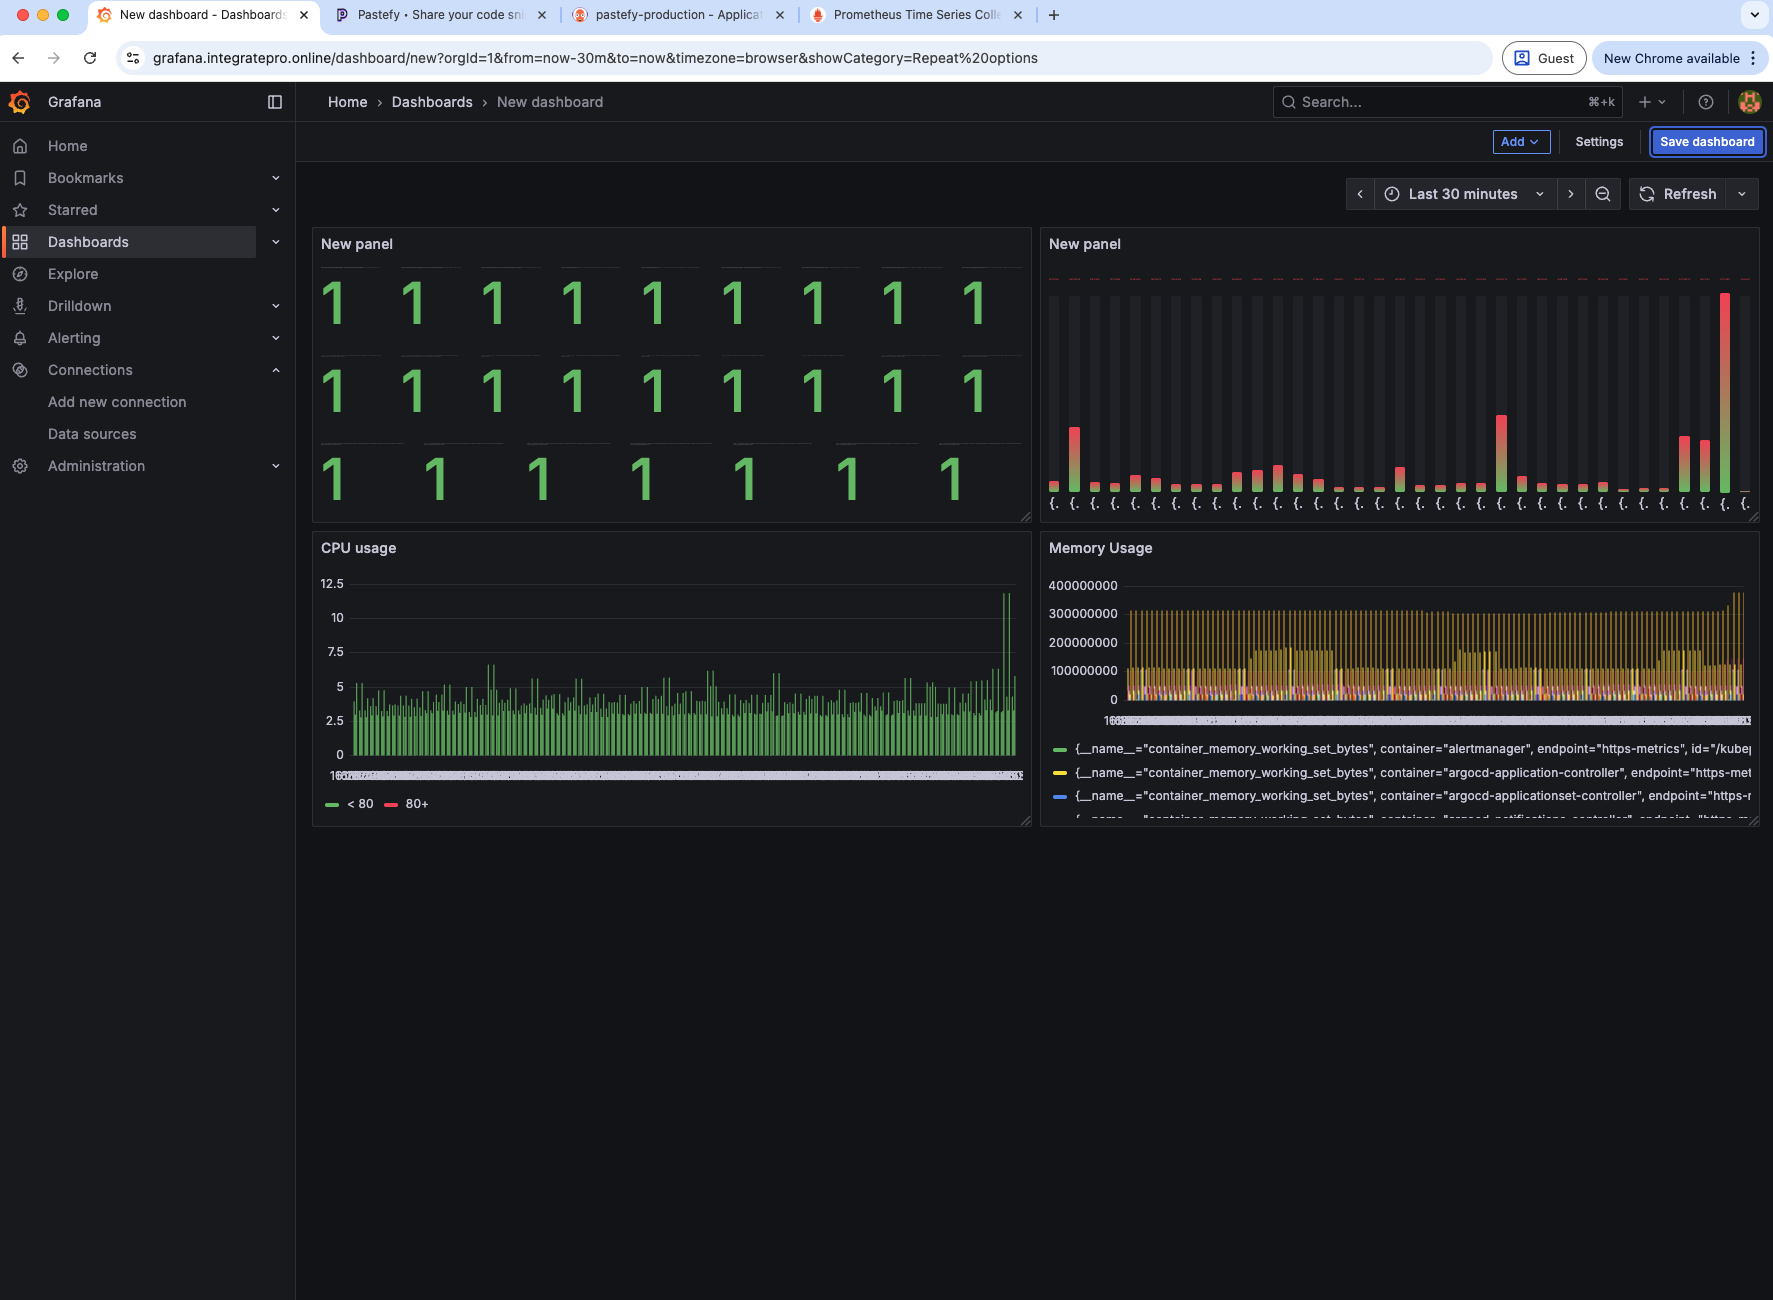 New dashboard - Dashboards
Pastefy • Share your code sni
pastefy-production - Applicat
Prometheus Time Series Colle
grafana.integratepro.online/dashboard/new?orgId=1&from=now-30m&to=now&timezone=browser&showCategory=Repeat%20options
Guest
New Chrome available
Grafana
Home › Dashboards › New dashboard
Search...
⌘+k
Home
Bookmarks
Starred
Dashboards
Explore
Drilldown
Alerting
Connections
Add new connection
Data sources
Administration
Add
Settings
Save dashboard
Last 30 minutes
Refresh
New panel
1 1 1 1 1 1 1 1 1
1 1 1 1 1 1 1 1 1
1 1 1 1 1 1 1
New panel
{. {. {. {. {. {. {. {. {. {. {. {. {. {. {. {. {. {. {. {. {. {. {. {. {. {. {. {. {. {. {. {. {. {. {.
CPU usage
12.5
10
7.5
5
2.5
0
< 80 80+
Memory Usage
400000000
300000000
200000000
100000000
0
{__name__="container_memory_working_set_bytes", container="alertmanager", endpoint="https-metrics", id="/kubep
{__name__="container_memory_working_set_bytes", container="argocd-application-controller", endpoint="https-met
{__name__="container_memory_working_set_bytes", container="argocd-applicationset-controller", endpoint="https-r